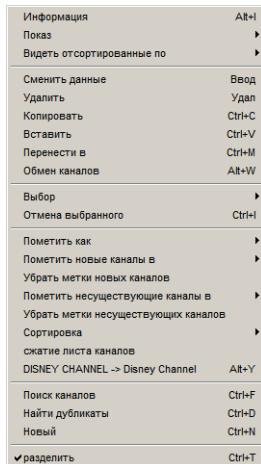 Информация Alt+I
Показ
Видеть отсортированные по
Сменить данные Ввод
Удалить Удал
Копировать Ctrl+C
Вставить Ctrl+V
Перенести в Ctrl+M
Обмен каналов Alt+W
Выбор
Отмена выбранного Ctrl+I
Пометить как
Пометить новые каналы в
Убрать метки новых каналов
Пометить несуществующие каналы в
Убрать метки несуществующих каналов
Сортировка
сжатие листа каналов
DISNEY CHANNEL -> Disney Channel Alt+Y
Поиск каналов Ctrl+F
Найти дубликаты Ctrl+D
Новый Ctrl+N
✔разделить Ctrl+T